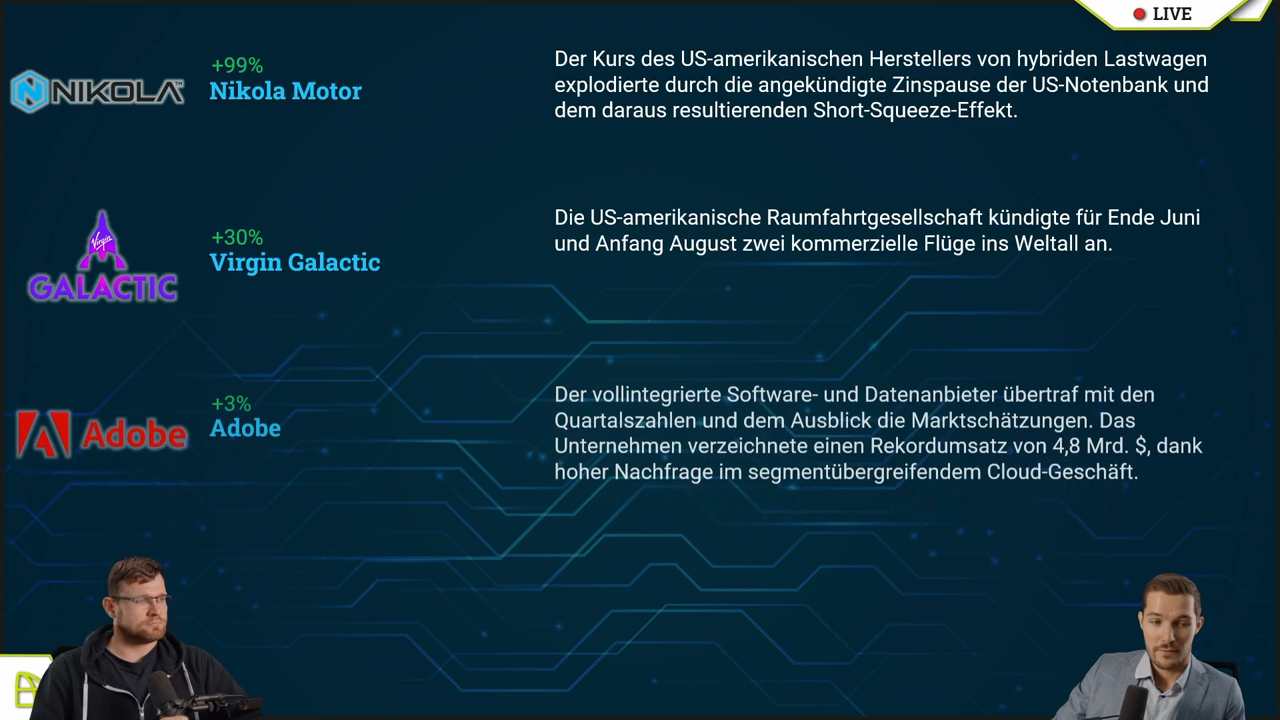 LIVE
NIKOLA™
+99%
Nikola Motor
Der Kurs des US-amerikanischen Herstellers von hybriden Lastwagen
explodierte durch die angekündigte Zinspause der US-Notenbank und
dem daraus resultierenden Short-Squeeze-Effekt.
Virgin
GALACTIC
+30%
Virgin Galactic
Die US-amerikanische Raumfahrtgesellschaft kündigte für Ende Juni
und Anfang August zwei kommerzielle Flüge ins Weltall an.
Adobe
+3%
Adobe
Der vollintegrierte Software- und Datenanbieter übertraf mit den
Quartalszahlen und dem Ausblick die Marktschätzungen. Das
Unternehmen verzeichnete einen Rekordumsatz von 4,8 Mrd. $, dank
hoher Nachfrage im segmentübergreifendem Cloud-Geschäft.